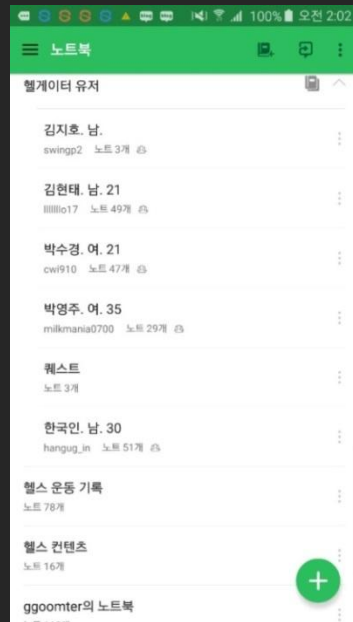 100% 오전 2:02
노트북
헬게이터 유저
김지호. 남.
swingp2 노트 3개
김현태. 남. 21
노트 49개
박수경. 여. 21
cwi910 노트 47개
박영주. 여. 35
milkmania0700 노트 29개
퀘스트
노트 3개
한국인. 남. 30
hangug_in 노트 51개
헬스 운동 기록
노트 78개
헬스 컨텐츠
노트 16개
ggoomter의 노트북